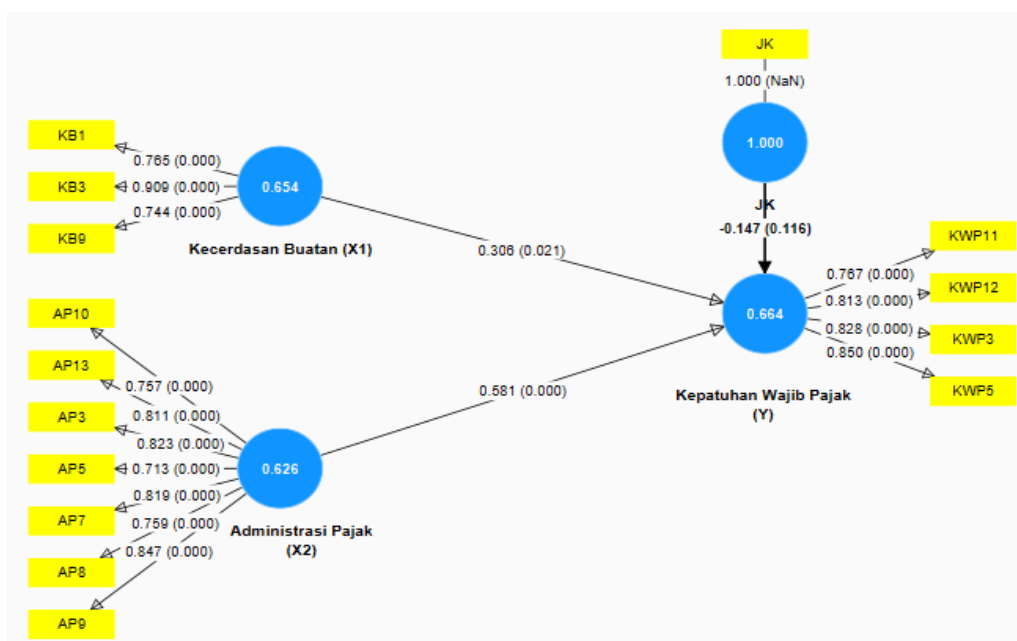 JK
1.000 (NaN)
1.000
JK
-0.147 (0.116)
KB1
KB3
KB9
0.765 (0.000)
0.909 (0.000)
0.744 (0.000)
0.654
Kecerdasan Buatan (X1)
0.306 (0.021)
AP10
AP13
AP3
AP5
AP7
AP8
AP9
0.757 (0.000)
0.811 (0.000)
0.823 (0.000)
0.713 (0.000)
0.819 (0.000)
0.759 (0.000)
0.847 (0.000)
0.626
Administrasi Pajak
(X2)
0.581 (0.000)
0.664
Kepatuhan Wajib Pajak
(Y)
0.767 (0.000)
0.813 (0.000)
0.828 (0.000)
0.850 (0.000)
KWP11
KWP12
KWP3
KWP5